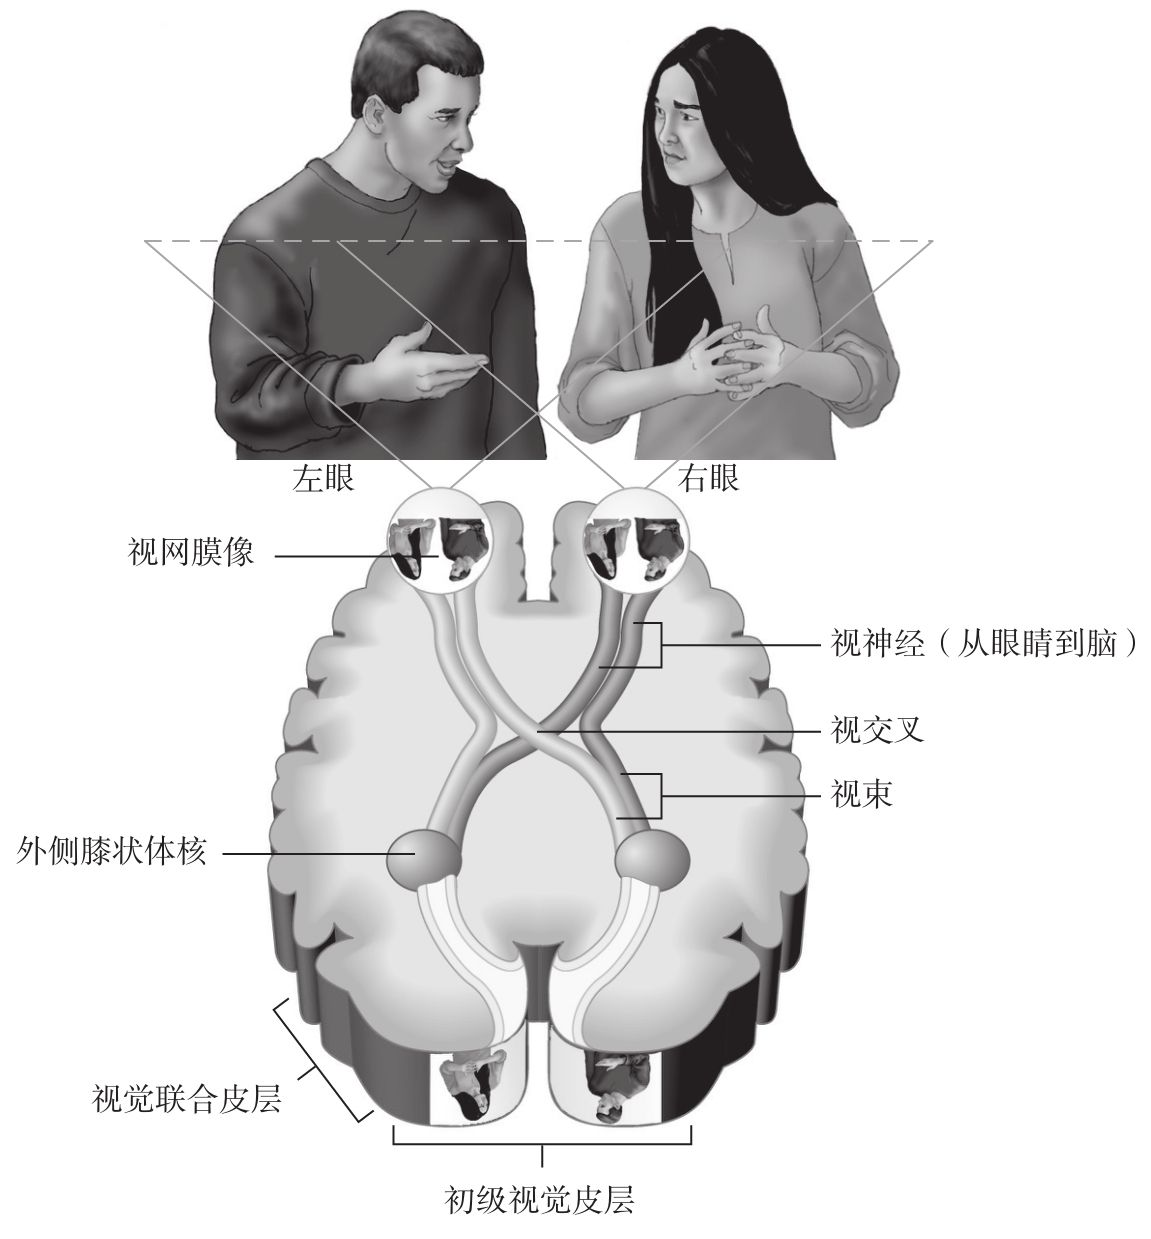 左眼
右眼
视网膜像
视神经（从眼睛到脑）
视交叉
视束
外侧膝状体核
视觉联合皮层
初级视觉皮层